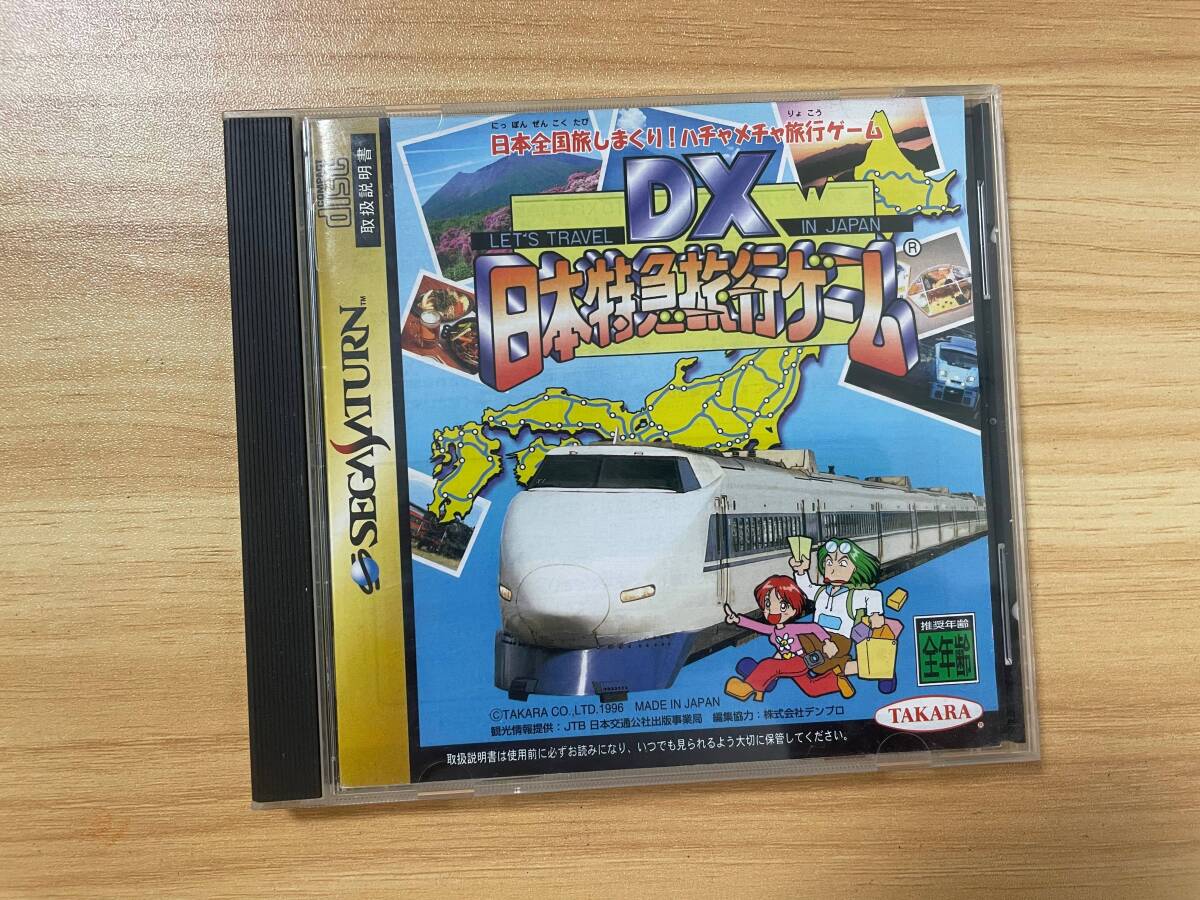 COMPACT
disc
取扱説明書
SEGA SATURN™
にっぽんぜんこくたび りょこう
日本全国旅しまくり!ハチャメチャ旅行ゲーム
DX
LET'S TRAVEL IN JAPAN
日本特急旅行ゲーム®
推奨年齢
全年齢
©TAKARA CO.,LTD.1996 MADE IN JAPAN
観光情報提供:JTB 日本交通公社出版事業局 編集協力:株式会社デンプロ
TAKARA®
取扱説明書は使用前に必ずお読みになり、いつでも見られるよう大切に保管してください。